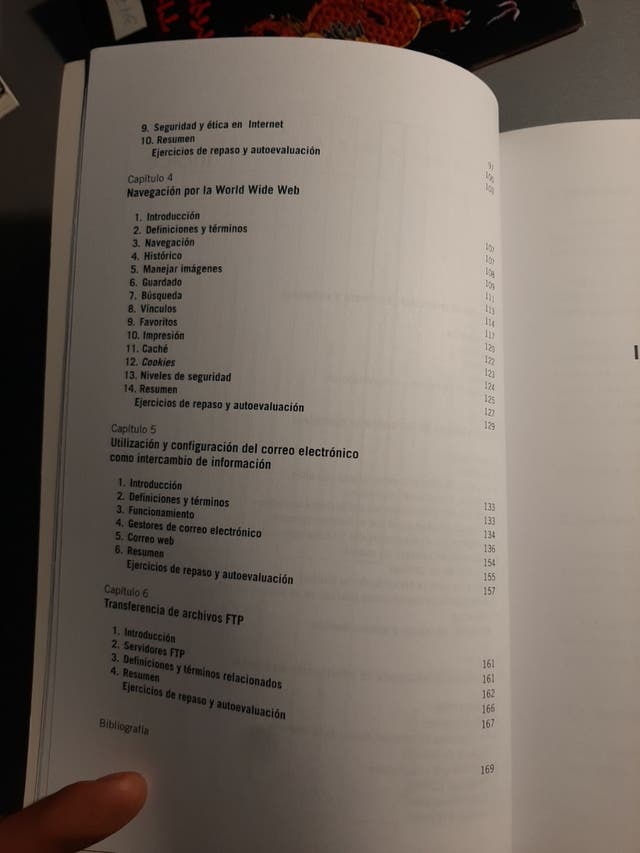 9. Seguridad y ética en Internet 97
10. Resumen 100
Ejercicios de repaso y autoevaluación 103
Capítulo 4
Navegación por la World Wide Web
1. Introducción 107
2. Definiciones y términos 107
3. Navegación 108
4. Histórico 109
5. Manejar imágenes 111
6. Guardado 113
7. Búsqueda 114
8. Vínculos 117
9. Favoritos 120
10. Impresión 122
11. Caché 123
12. Cookies 124
13. Niveles de seguridad 125
14. Resumen 127
Ejercicios de repaso y autoevaluación 129
Capítulo 5
Utilización y configuración del correo electrónico
como intercambio de información
1. Introducción 133
2. Definiciones y términos 133
3. Funcionamiento 134
4. Gestores de correo electrónico 136
5. Correo web 154
6. Resumen 155
Ejercicios de repaso y autoevaluación 157
Capítulo 6
Transferencia de archivos FTP
1. Introducción 161
2. Servidores FTP 161
3. Definiciones y términos relacionados 162
4. Resumen 166
Ejercicios de repaso y autoevaluación 167
Bibliografía 169